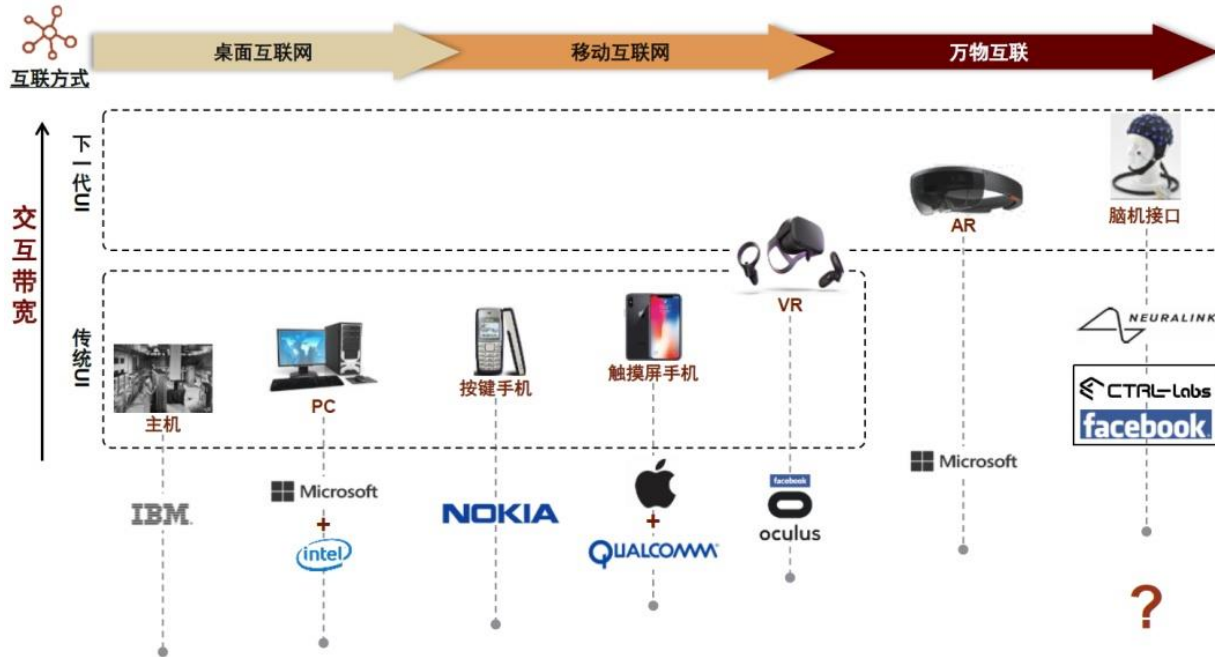 互联方式
桌面互联网
移动互联网
万物互联
交互带宽
下一代UI
传统UI
主机
PC
按键手机
触摸屏手机
VR
AR
脑机接口
IBM
Microsoft
+
intel
NOKIA
+
QUALCOMM
facebook
oculus
Microsoft
NEURALINK
CTRL-Labs
facebook
?